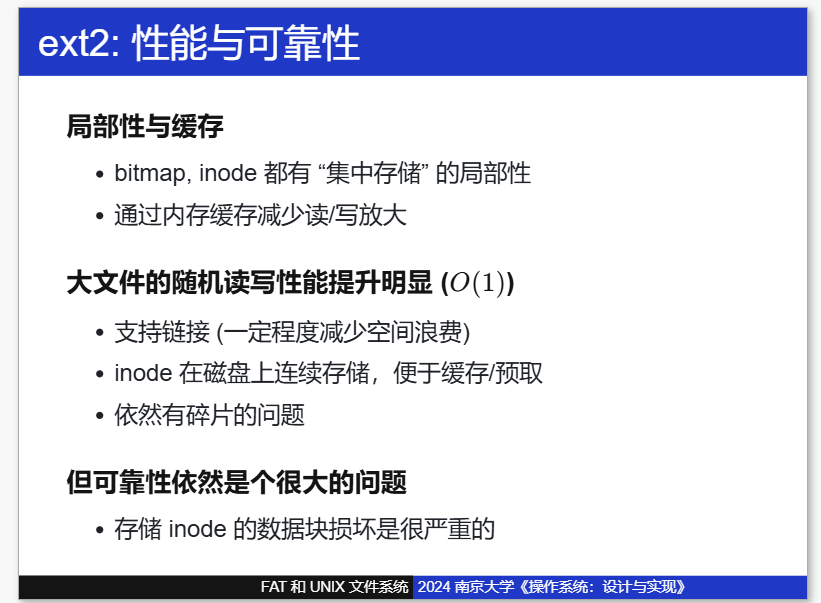 ext2: 性能与可靠性
局部性与缓存
• bitmap, inode 都有 “集中存储” 的局部性
• 通过内存缓存减少读/写放大
大文件的随机读写性能提升明显 (O(1))
• 支持链接 (一定程度减少空间浪费)
• inode 在磁盘上连续存储，便于缓存/预取
• 依然有碎片的问题
但可靠性依然是个很大的问题
• 存储 inode 的数据块损坏是很严重的
FAT 和 UNIX 文件系统 2024 南京大学《操作系统：设计与实现》